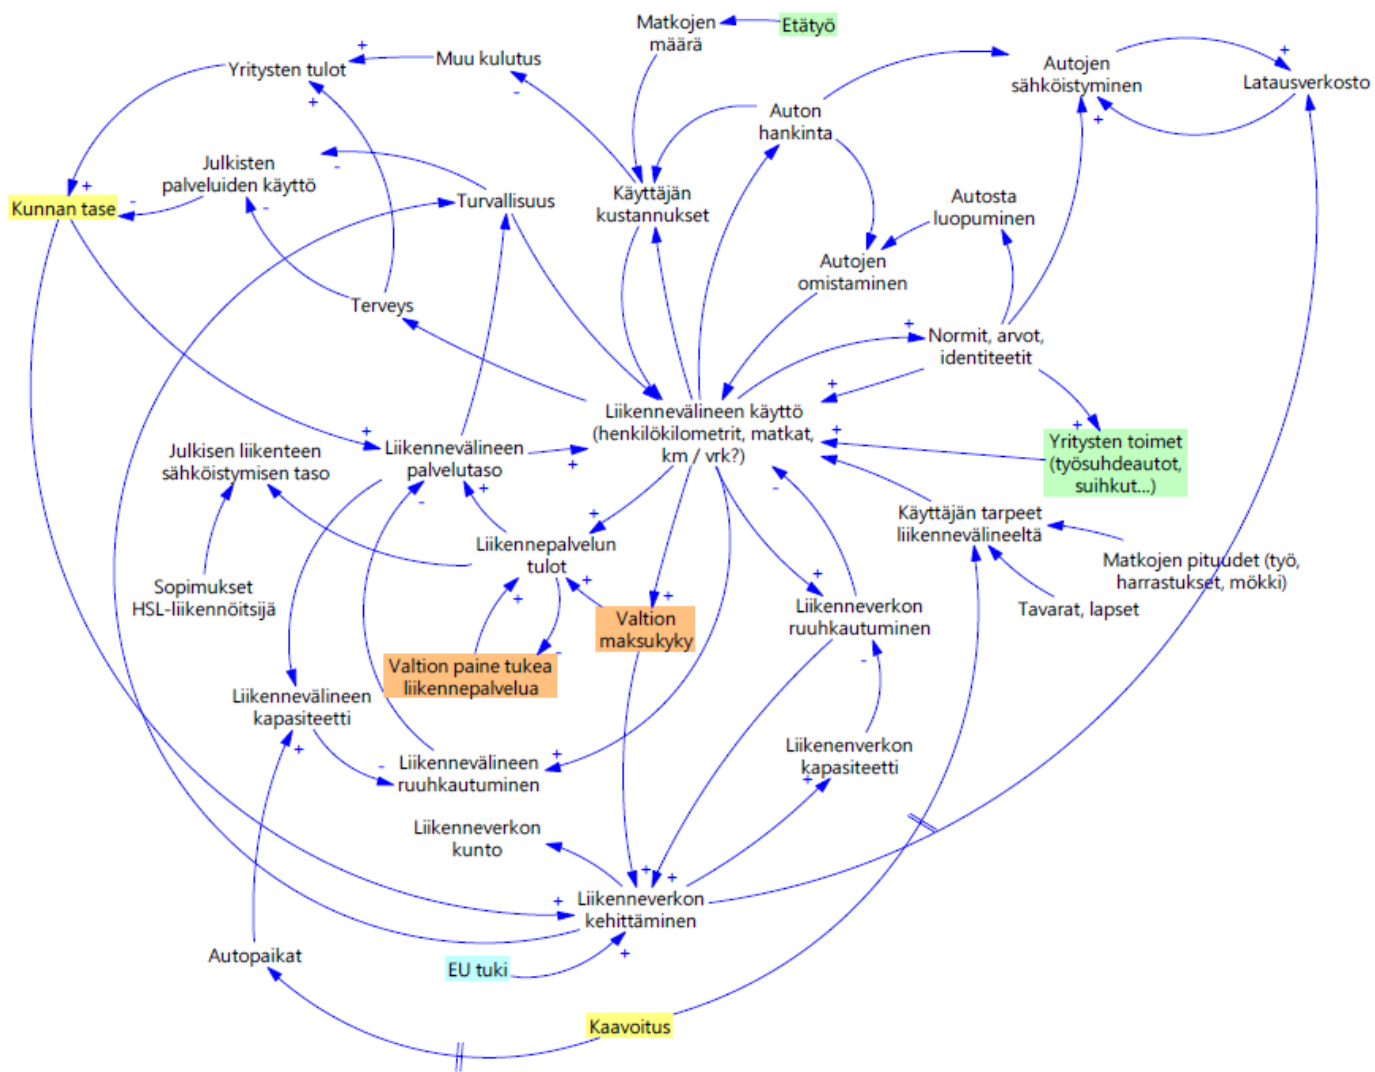 Matkojen
määrä
Etätyö
Yritysten tulot
Muu kulutus
Autojen
sähköistyminen
Latausverkosto
Auton
hankinta
Julkisten
palveluiden käyttö
Kunnan tase
Turvallisuus
Käyttäjän
kustannukset
Autosta
luopuminen
Autojen
omistaminen
Terveys
Normit, arvot,
identiteetit
Liikennevälineen käyttö
(henkilökilometrit, matkat,
km / vrk?)
Julkisen liikenteen
sähköistymisen taso
Liikennevälineen
palvelutaso
Yritysten toimet
(työsuhdeautot,
suihkut...)
Käyttäjän tarpeet
liikennevälineeltä
Liikennepalvelun
tulot
Matkojen pituudet (työ,
harrastukset, mökki)
Sopimukset
HSL-liikennöitsijä
Tavarat, lapset
Valtion
maksukyky
Liikenneverkon
ruuhkautuminen
Valtion paine tukea
liikennepalvelua
Liikennevälineen
kapasiteetti
Liikenenverkon
kapasiteetti
Liikennevälineen
ruuhkautuminen
Liikenneverkon
kunto
Liikenneverkon
kehittäminen
Autopaikat
EU tuki
Kaavoitus